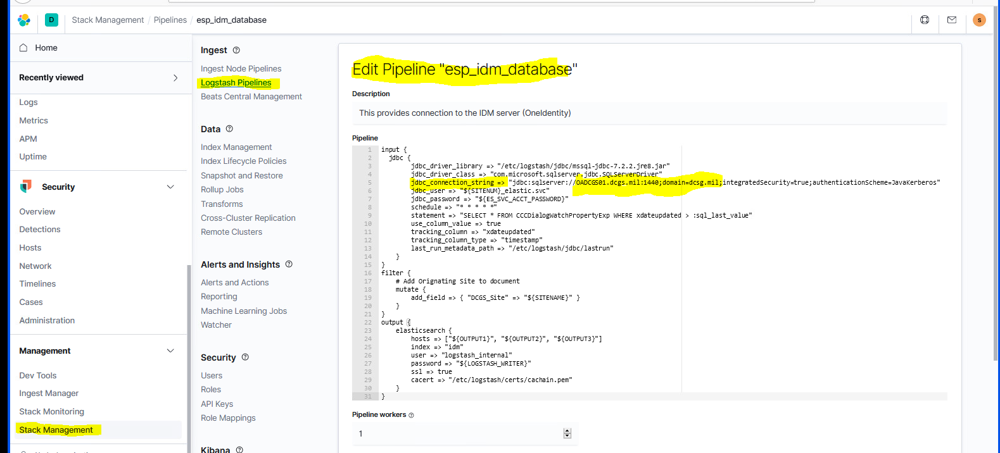 D Stack Management / Pipelines / esp_idm_database s
Home
Recently viewed
Logs
Metrics
APM
Uptime
Security
Overview
Detections
Hosts
Network
Timelines
Cases
Administration
Management
Dev Tools
Ingest Manager
Stack Monitoring
Stack Management
Ingest
Ingest Node Pipelines
Logstash Pipelines
Beats Central Management
Data
Index Management
Index Lifecycle Policies
Snapshot and Restore
Rollup Jobs
Transforms
Cross-Cluster Replication
Remote Clusters
Alerts and Insights
Alerts and Actions
Reporting
Machine Learning Jobs
Watcher
Security
Users
Roles
API Keys
Role Mappings
Kibana
Edit Pipeline "esp_idm_database"
Description
This provides connection to the IDM server (OneIdentity)
Pipeline
1 input {
2 jdbc {
3 jdbc_driver_library => "/etc/logstash/jdbc/mssql-jdbc-7.2.2.jre8.jar"
4 jdbc_driver_class => "com.microsoft.sqlserver.jdbc.SQLServerDriver"
5 jdbc_connection_string => "jdbc:sqlserver://OADCGS01.dcgs.mil:1440;domain=dcsg.mil;integratedSecurity=true;authenticationScheme=JavaKerberos"
6 jdbc_user => "${SITENUM}_elastic.svc"
7 jdbc_password => "${ES_SVC_ACCT_PASSWORD}"
8 schedule => "* * * * *"
9 statement => "SELECT * FROM CCCDialogWatchPropertyExp WHERE xdateupdated > :sql_last_value"
10 use_column_value => true
11 tracking_column => "xdateupdated"
12 tracking_column_type => "timestamp"
13 last_run_metadata_path => "/etc/logstash/jdbc/lastrun"
14 }
15 }
16 filter {
17 # Add Orignating Site to document
18 mutate {
19 add_field => { "DCGS_Site" => "${SITENAME}" }
20 }
21 }
22 output {
23 elasticsearch {
24 hosts => ["${OUTPUT1}", "${OUTPUT2}", "${OUTPUT3}"]
25 index => "idm"
26 user => "logstash_internal"
27 password => "${LOGSTASH_WRITER}"
28 ssl => true
29 cacert => "/etc/logstash/certs/cachain.pem"
30 }
31 }
Pipeline workers
1